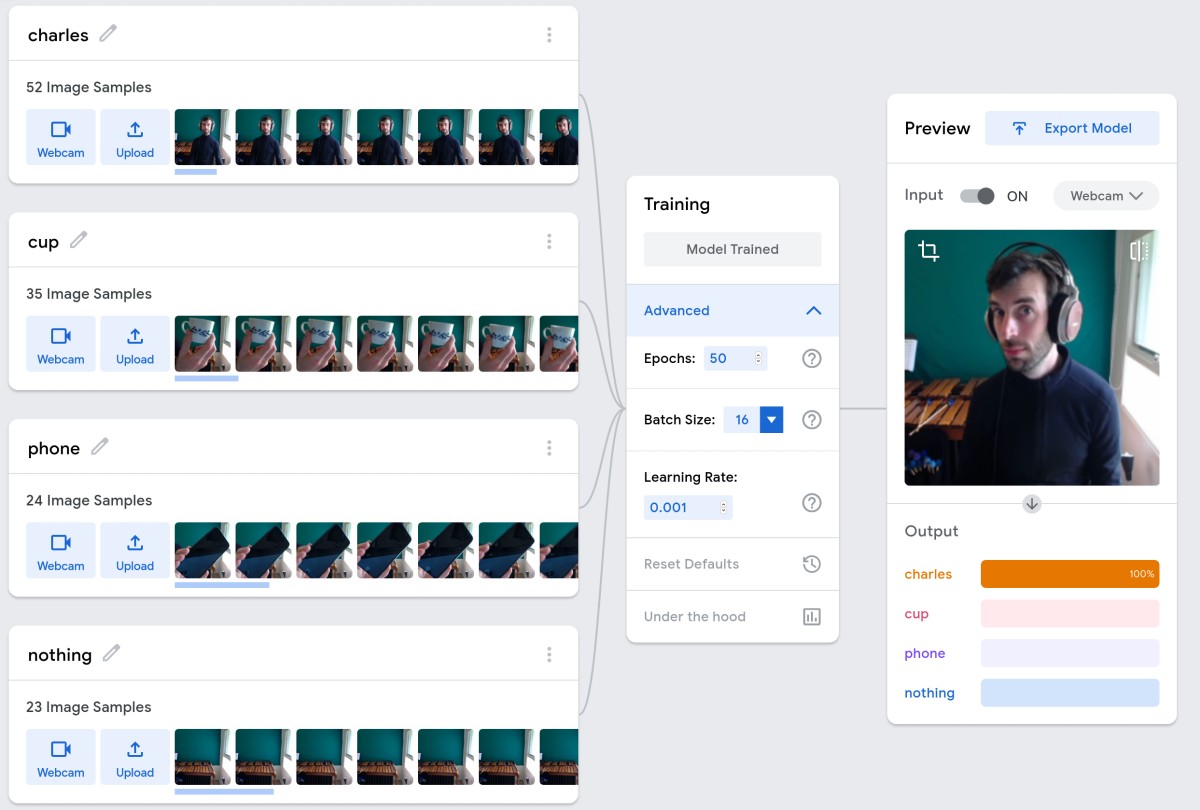 charles
52 Image Samples
Webcam
Upload
cup
35 Image Samples
Webcam
Upload
phone
24 Image Samples
Webcam
Upload
nothing
23 Image Samples
Webcam
Upload
Training
Model Trained
Advanced
Epochs: 50
Batch Size: 16
Learning Rate:
0.001
Reset Defaults
Under the hood
Preview
Export Model
Input ON Webcam
Output
charles 100%
cup
phone
nothing